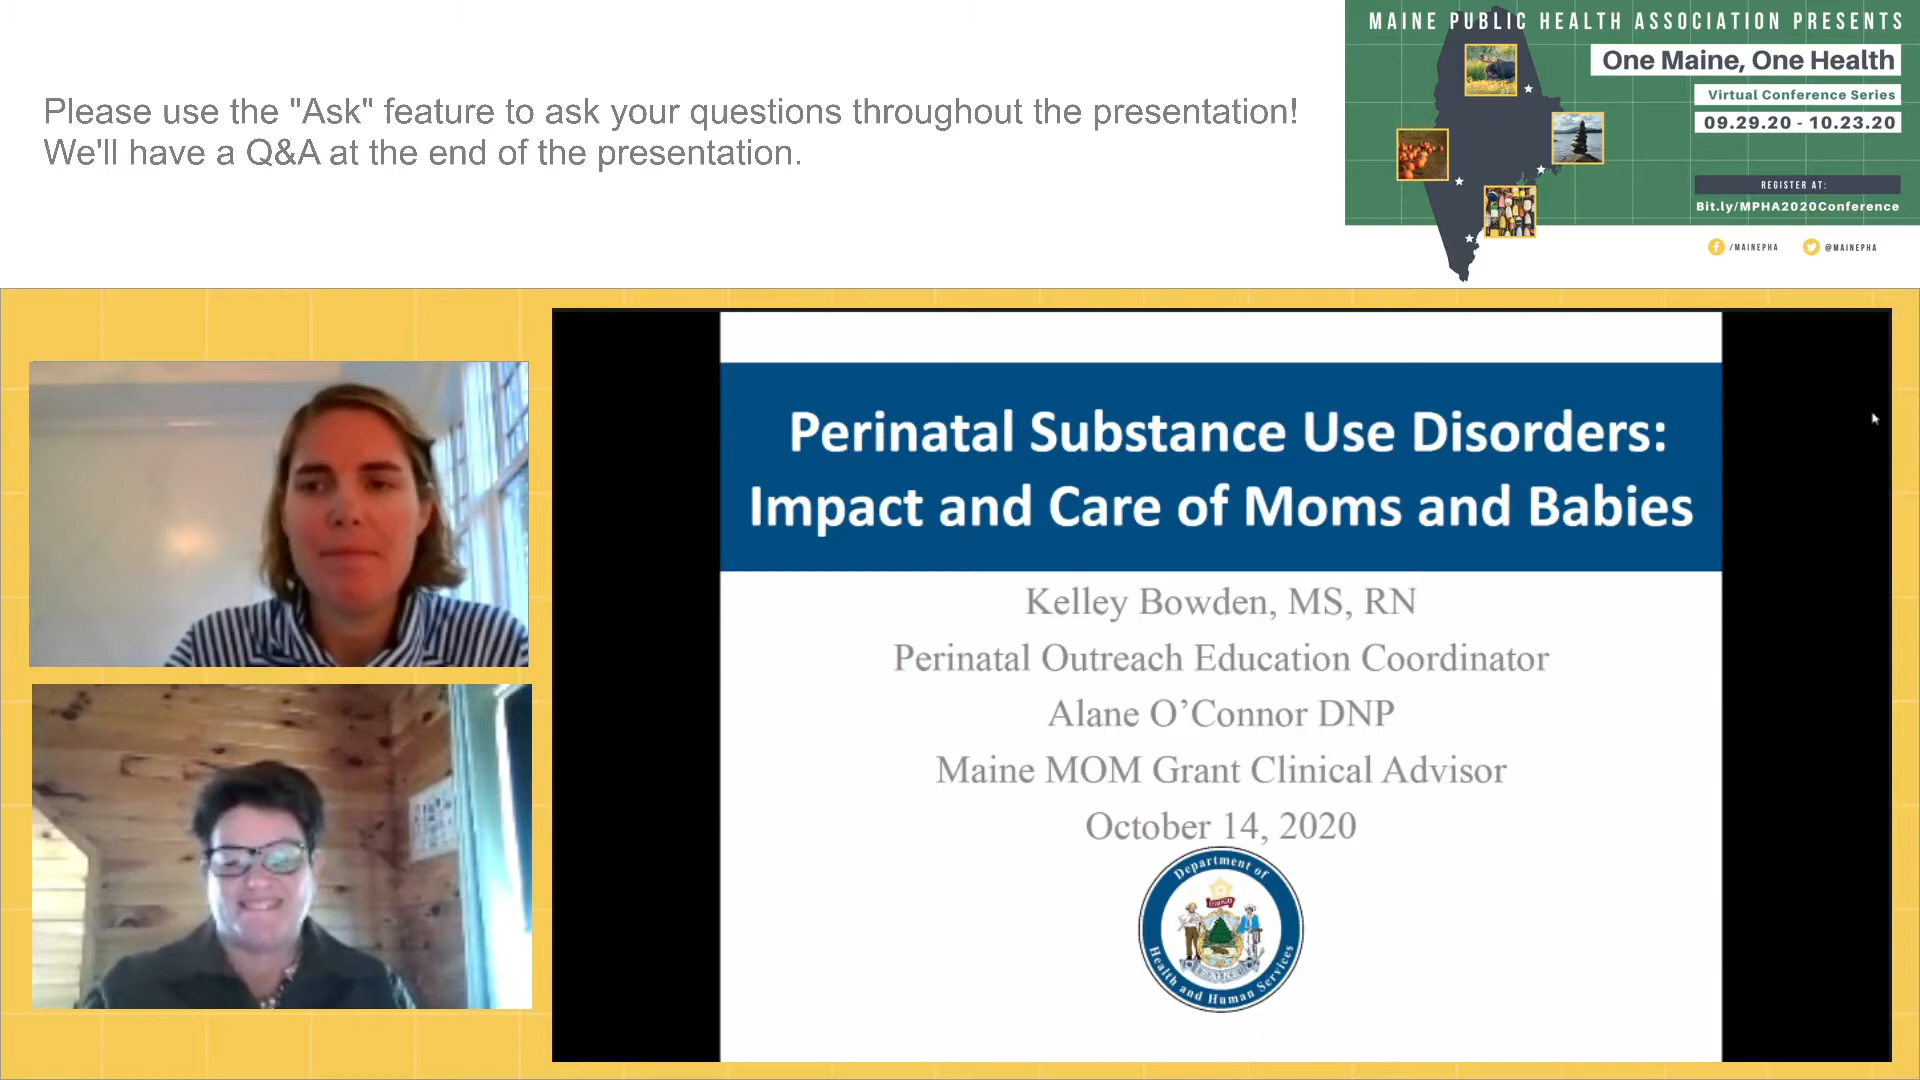 Please use the "Ask" feature to ask your questions throughout the presentation!
We'll have a Q&A at the end of the presentation.
MAINE PUBLIC HEALTH ASSOCIATION PRESENTS
One Maine, One Health
Virtual Conference Series
09.29.20 - 10.23.20
REGISTER AT:
Bit.ly/MPHA2020Conference
/MAINEPHA
@MAINEPHA
Perinatal Substance Use Disorders:
Impact and Care of Moms and Babies
Kelley Bowden, MS, RN
Perinatal Outreach Education Coordinator
Alane O’Connor DNP
Maine MOM Grant Clinical Advisor
October 14, 2020
Department of
Health and Human Services